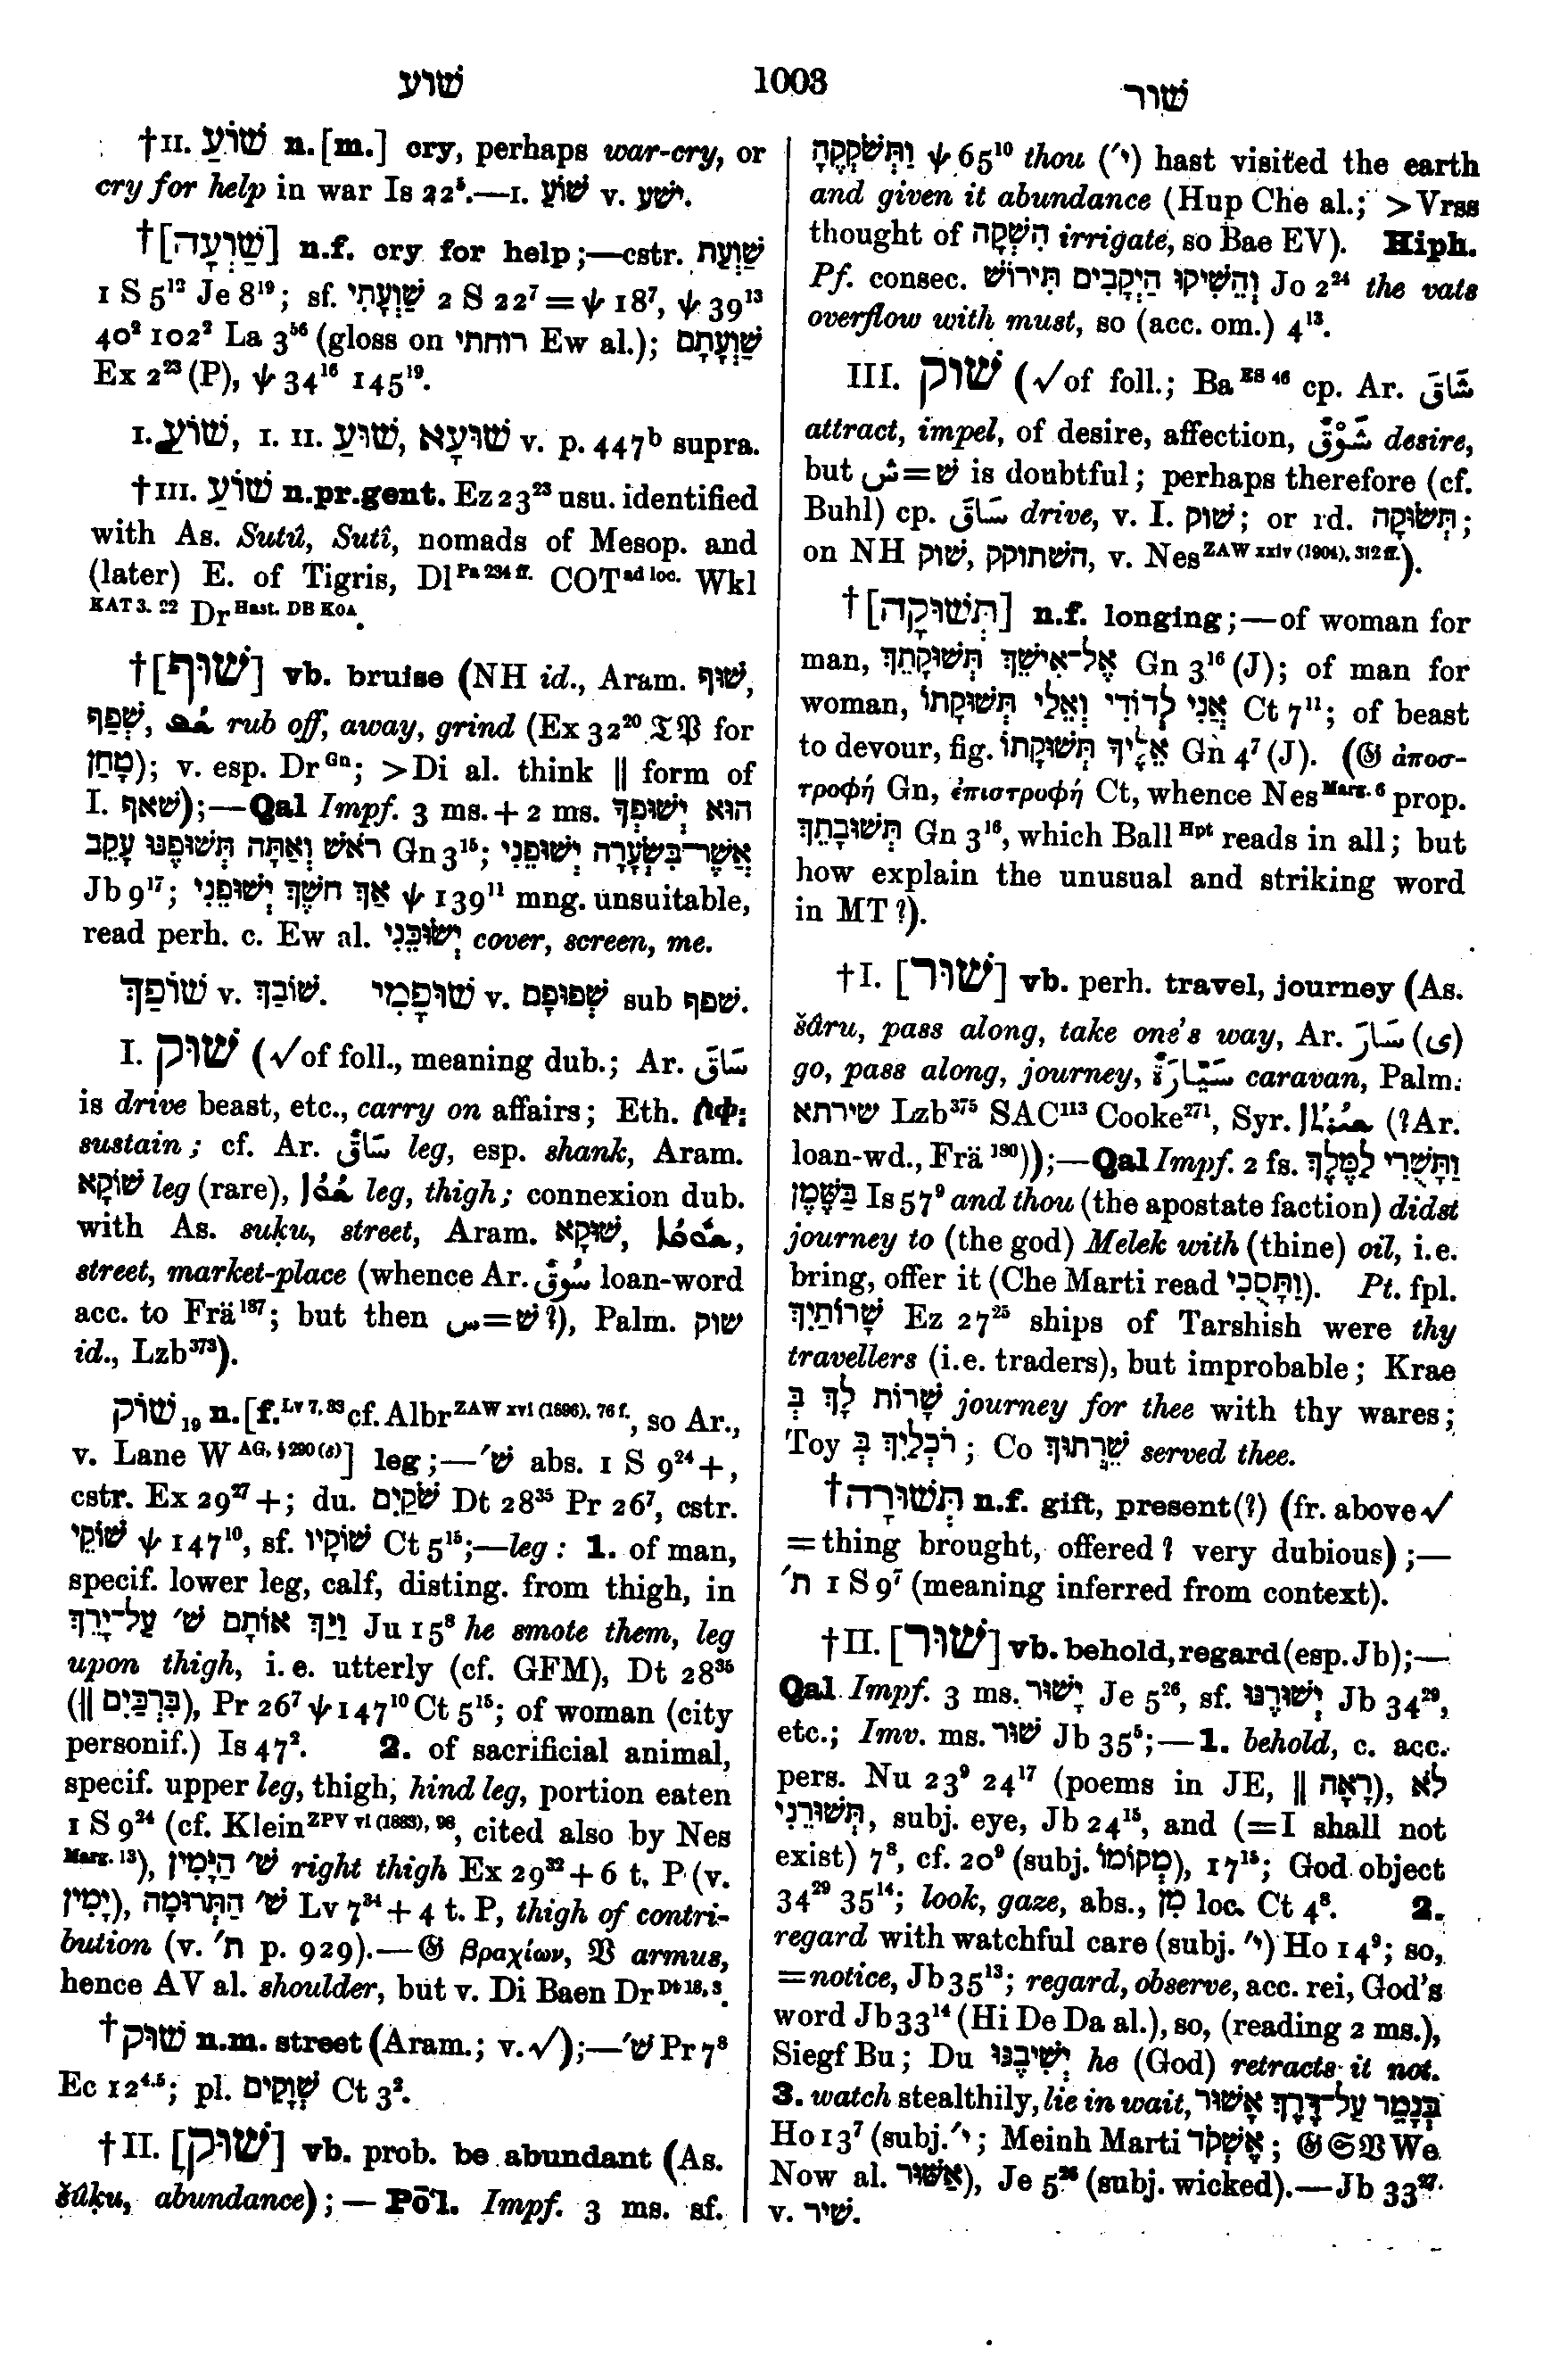 שוע
1003
שור
†II. שׁוֹעַ n.[m.] cry, perhaps war-cry, or
cry for help in war Is 22⁵.—I. שׁוֹעַ v. ישׁע.
†[שַׁוְעָה] n.f. cry for help;—cstr. שַׁוְעַת
1 S 5¹² Je 8¹⁹; sf. שַׁוְעָתִי 2 S 22⁷ = ψ 18⁷, ψ 39¹³
40² 102² La 3⁵⁶ (gloss on רוחתי Ew al.); שַׁוְעָתָם
Ex 2²³ (P), ψ 34¹⁶ 145¹⁹.
I. שׁוֹעַ, I. II. שׁוּעַ, שׁוּעָא v. p. 447ᵇ supra.
†III. שׁוֹעַ n.pr.gent. Ez 23²³ usu. identified
with As. Sutû, Sutî, nomads of Mesop. and
(later) E. of Tigris, Dl Pa 234 ff. COT ad loc. Wkl
KAT 3. 22 Dr Hast. DB KOA.
†[שׁוּף] vb. bruise (NH id., Aram. שׁוּף,
שְׁפַף, rub off, away, grind (Ex 32²⁰ 𝔗𝔓 for
טָחַן); v. esp. Dr Gn; >Di al. think ‖ form of
I. שׁאף);—Qal Impf. 3 ms. + 2 ms. הוּא יְשׁוּפְךָ
רֹאשׁ וְאַתָּה תְּשׁוּפֶנּוּ עָקֵב Gn 3¹⁵; אֲשֶׁר־בִּשְׂעָרָה יְשׁוּפֵנִי
Jb 9¹⁷; אַךְ חשֶׁךְ יְשׁוּפֵנִי ψ 139¹¹ mng. unsuitable,
read perh. c. Ew al. יְשׂוּכֵּנִי cover, screen, me.
שׁוֹפַךְ v. שׁוֹבַךְ. שׁוּפָמִי v. שְׁפוּפָם sub שׁפף.
I. שׁוּק (√of foll., meaning dub.; Ar. سَاقَ
is drive beast, etc., carry on affairs; Eth. ሰቀ፡
sustain; cf. Ar. سَاقٌ leg, esp. shank, Aram.
שׁוֹקָא leg (rare), leg, thigh; connexion dub.
with As. suḳu, street, Aram. שׁוּקָא,
street, market-place (whence Ar. سُوقٌ loan-word
acc. to Frä¹⁸⁷; but then س=שׁ?), Palm. שוק
id., Lzb³⁷³).
שׁוֹק₁₉ n.[f. Lv 7, 33 cf. Albr ZAW xvi (1896), 76 f., so Ar.,
v. Lane W AG, § 290 (δ)] leg;—שׁ׳ abs. 1 S 9²⁴ +,
cstr. Ex 29²⁷ +; du. שֹׁקַיִם Dt 28³⁵ Pr 26⁷, cstr.
שׁוֹקֵי ψ 147¹⁰, sf. שׁוֹקָיו Ct 5¹⁵;—leg: 1. of man,
specif. lower leg, calf, disting. from thigh, in
וַיַּךְ אוֹתָם שׁ׳ עַל־יָרֵךְ Ju 15⁸ he smote them, leg
upon thigh, i.e. utterly (cf. GFM), Dt 28³⁵
(‖ בִּרְכַּיִם), Pr 26⁷ ψ 147¹⁰ Ct 5¹⁵; of woman (city
personif.) Is 47². 2. of sacrificial animal,
specif. upper leg, thigh, hind leg, portion eaten
1 S 9²⁴ (cf. Klein ZPV vi (1883), 98, cited also by Nes
Marg. 13), שׁ׳ הַיָּמִין right thigh Ex 29²² + 6 t. P (v.
יָמִין), שׁ׳ הַתְּרוּמָה Lv 7³⁴ + 4 t. P, thigh of contri-
bution (v. ת׳ p. 929).—𝔊 βραχίων, 𝔙 armus,
hence AV al. shoulder, but v. Di Baen Dr Dt 18, 3.
†שׁוּק n.m. street (Aram.; v. √);—שׁ׳ Pr 7⁸
Ec 12⁴·⁵; pl. שְׁוָקִים Ct 3².
†II. [שׁוּק] vb. prob. be abundant (As.
šûḳu, abundance);—Pōʻl. Impf. 3 ms. sf.
וַתְּשֹׁקְקֶהָ ψ 65¹⁰ thou (י׳) hast visited the earth
and given it abundance (Hup Che al.; >Vrss
thought of הִשְׁקָה irrigate, so Bae EV). Hiph.
Pf. consec. וְהֵשִׁיקוּ הַיְקָבִים תִּירוֹשׁ Jo 2²⁴ the vats
overflow with must, so (acc. om.) 4¹³.
III. שׁוּק (√of foll.; Ba ES 46 cp. Ar. شَاقَ
attract, impel, of desire, affection, شَوْقٌ desire,
but ش=שׁ is doubtful; perhaps therefore (cf.
Buhl) cp. سَاقَ drive, v. I. שׁוּק; or rd. תְּשׂוּקָה;
on NH שוק, השתוקק, v. Nes ZAW xxiv (1904), 312 ff.).
†[תְּשׁוּקָה] n.f. longing;—of woman for
man, אֶל־אִישֵׁךְ תְּשׁוּקָתֵךְ Gn 3¹⁶ (J); of man for
woman, אֲנִי לְדוֹדִי וְאֵלַי תְּשׁוּקָתוֹ Ct 7¹¹; of beast
to devour, fig. אֵלֶיךָ תְּשׁוּקָתוֹ Gn 4⁷ (J). (𝔊 ἀποσ-
τροφή Gn, ἐπιστροφή Ct, whence Nes Marg. 6 prop.
תְּשׁוּבָתֵךְ Gn 3¹⁶, which Ball Hpt reads in all; but
how explain the unusual and striking word
in MT?).
†I. [שׁוּר] vb. perh. travel, journey (As.
šâru, pass along, take one's way, Ar. سَارَ (ى)
go, pass along, journey, سَيَّارَةٌ caravan, Palm.
שירתא Lzb³⁷⁵ SAC¹¹³ Cooke²⁷¹, Syr. (?Ar.
loan-wd., Frä¹⁸⁰));—Qal Impf. 2 fs. וַתָּשֻׁרִי לַמֶּלֶךְ
בַּשֶּׁמֶן Is 57⁹ and thou (the apostate faction) didst
journey to (the god) Melek with (thine) oil, i.e.
bring, offer it (Che Marti read וַתָּסֻכִי). Pt. fpl.
שָׁרוֹתַיִךְ Ez 27²⁵ ships of Tarshish were thy
travellers (i.e. traders), but improbable; Krae
שָׁרוֹת לָךְ בְּ journey for thee with thy wares;
Toy רֹכְלַיִךְ בְּ; Co שֵׁרֲתוּךְ served thee.
†תְּשׁוּרָה n.f. gift, present(?) (fr. above √
=thing brought, offered? very dubious);—
ת׳ 1 S 9⁷ (meaning inferred from context).
†II. [שׁוּר] vb. behold, regard (esp. Jb);—
Qal Impf. 3 ms. יָשׁוּר Je 5²⁶, sf. יְשׁוּרֶנּוּ Jb 34²⁹,
etc.; Imv. ms. שׁוּר Jb 35⁵;—1. behold, c. acc.
pers. Nu 23⁹ 24¹⁷ (poems in JE, ‖ רָאָה), לֹא
תְשׁוּרֵנִי, subj. eye, Jb 24¹⁵, and (=I shall not
exist) 7⁸, cf. 20⁹ (subj. מְקוֹמוֹ), 17¹⁵; God object
34²⁹ 35¹⁴; look, gaze, abs., מִן loc. Ct 4⁸. 2.
regard with watchful care (subj. י׳) Ho 14⁹; so,
=notice, Jb 35¹³; regard, observe, acc. rei, God's
word Jb 33¹⁴ (Hi De Da al.), so, (reading 2 ms.),
Siegf Bu; Du יְשִׁיבֶנּוּ he (God) retracts it not.
3. watch stealthily, lie in wait, בְּנָמֵר עַל־דֶּרֶךְ אָשׁוּר
Ho 13⁷ (subj. י׳; Meinh Marti אֶשְׁקֹד; 𝔊𝔖𝔙 We
Now al. אַשּׁוּר), Je 5²⁶ (subj. wicked).—Jb 33²⁷
v. שׁיר.